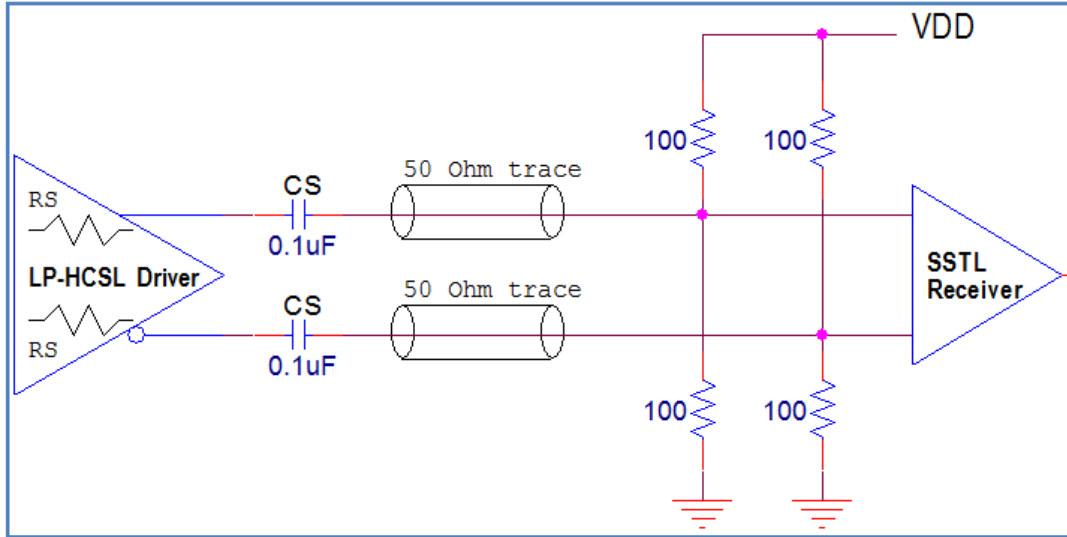 VDD
100 100
50 Ohm trace
CS
RS
0.1uF
LP-HCSL Driver
SSTL
Receiver
50 Ohm trace
CS
RS
0.1uF
100 100